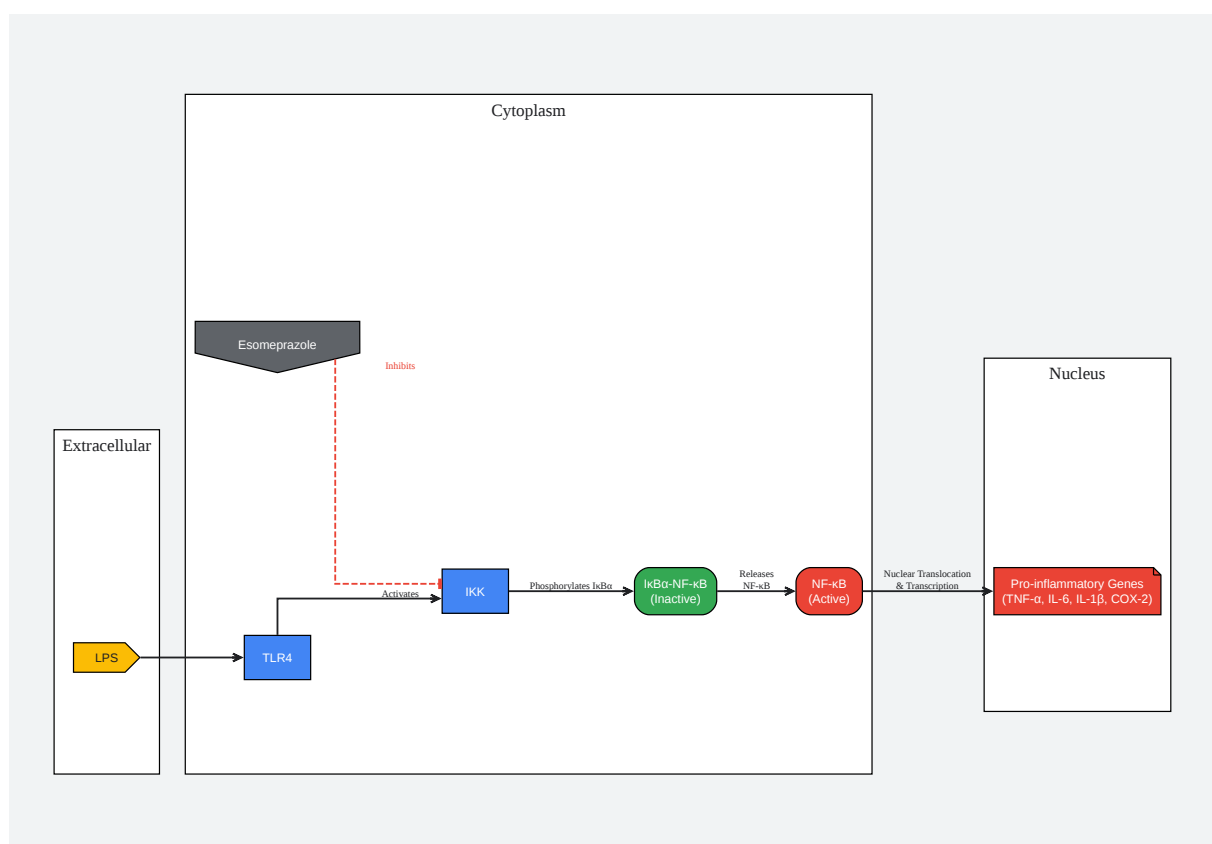 Cytoplasm
Esomeprazole
Inhibits
Nucleus
Extracellular
Activates
IKK
Phosphorylates IκBα
IκBα-NF-κB
(Inactive)
Releases
NF-κB
NF-κB
(Active)
Nuclear Translocation
& Transcription
Pro-inflammatory Genes
(TNF-α, IL-6, IL-1β, COX-2)
LPS
TLR4